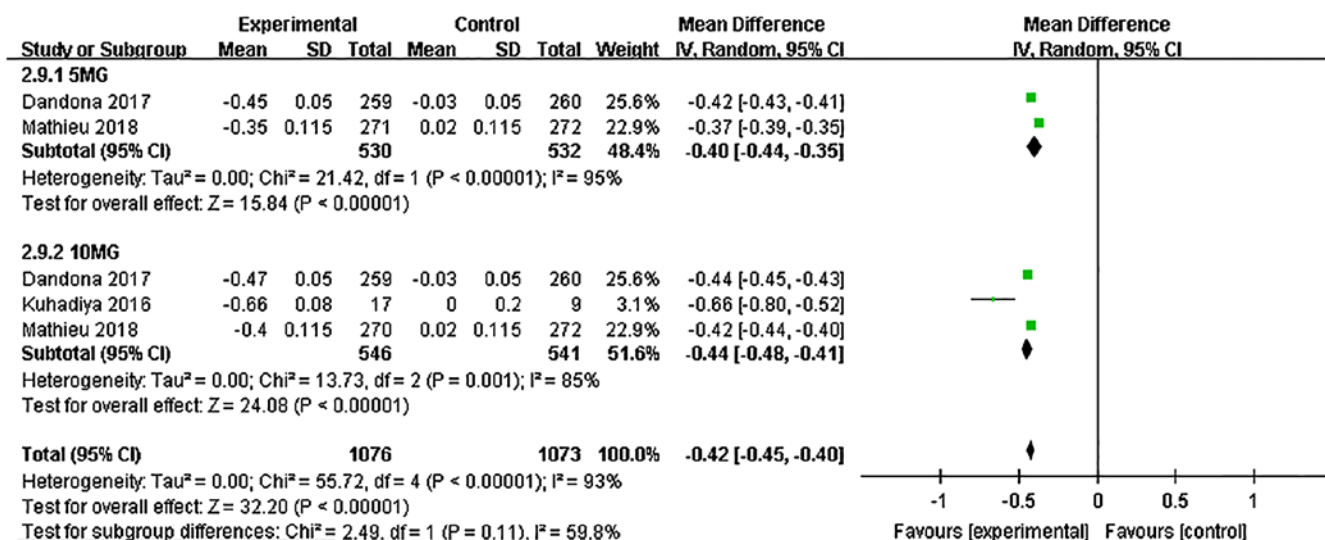 Experimental Control Mean Difference Mean Difference
Study or Subgroup Mean SD Total Mean SD Total Weight IV, Random, 95% CI IV, Random, 95% CI
2.9.1 5MG
Dandona 2017 -0.45 0.05 259 -0.03 0.05 260 25.6% -0.42 [-0.43, -0.41]
Mathieu 2018 -0.35 0.115 271 0.02 0.115 272 22.9% -0.37 [-0.39, -0.35]
Subtotal (95% CI) 530 532 48.4% -0.40 [-0.44, -0.35]
Heterogeneity: Tau² = 0.00; Chi² = 21.42, df = 1 (P < 0.00001); I² = 95%
Test for overall effect: Z = 15.84 (P < 0.00001)
2.9.2 10MG
Dandona 2017 -0.47 0.05 259 -0.03 0.05 260 25.6% -0.44 [-0.45, -0.43]
Kuhadiya 2016 -0.66 0.08 17 0 0.2 9 3.1% -0.66 [-0.80, -0.52]
Mathieu 2018 -0.4 0.115 270 0.02 0.115 272 22.9% -0.42 [-0.44, -0.40]
Subtotal (95% CI) 546 541 51.6% -0.44 [-0.48, -0.41]
Heterogeneity: Tau² = 0.00; Chi² = 13.73, df = 2 (P = 0.001); I² = 85%
Test for overall effect: Z = 24.08 (P < 0.00001)
Total (95% CI) 1076 1073 100.0% -0.42 [-0.45, -0.40]
Heterogeneity: Tau² = 0.00; Chi² = 55.72, df = 4 (P < 0.00001); I² = 93%
Test for overall effect: Z = 32.20 (P < 0.00001)
Test for subgroup differences: Chi² = 2.49, df = 1 (P = 0.11), I² = 59.8%
-1 -0.5 0 0.5 1
Favours [experimental] Favours [control]